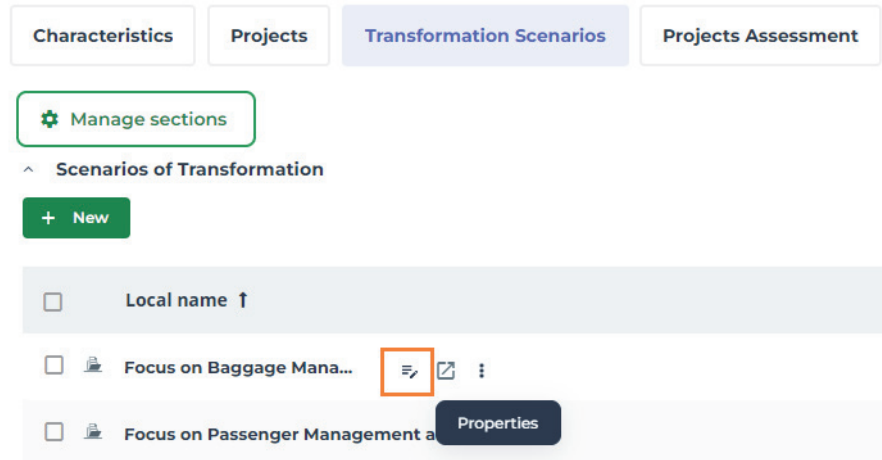 Characteristics Projects Transformation Scenarios Projects Assessment
Manage sections
Scenarios of Transformation
+ New
Local name ↑
Focus on Baggage Mana...
Properties
Focus on Passenger Management a